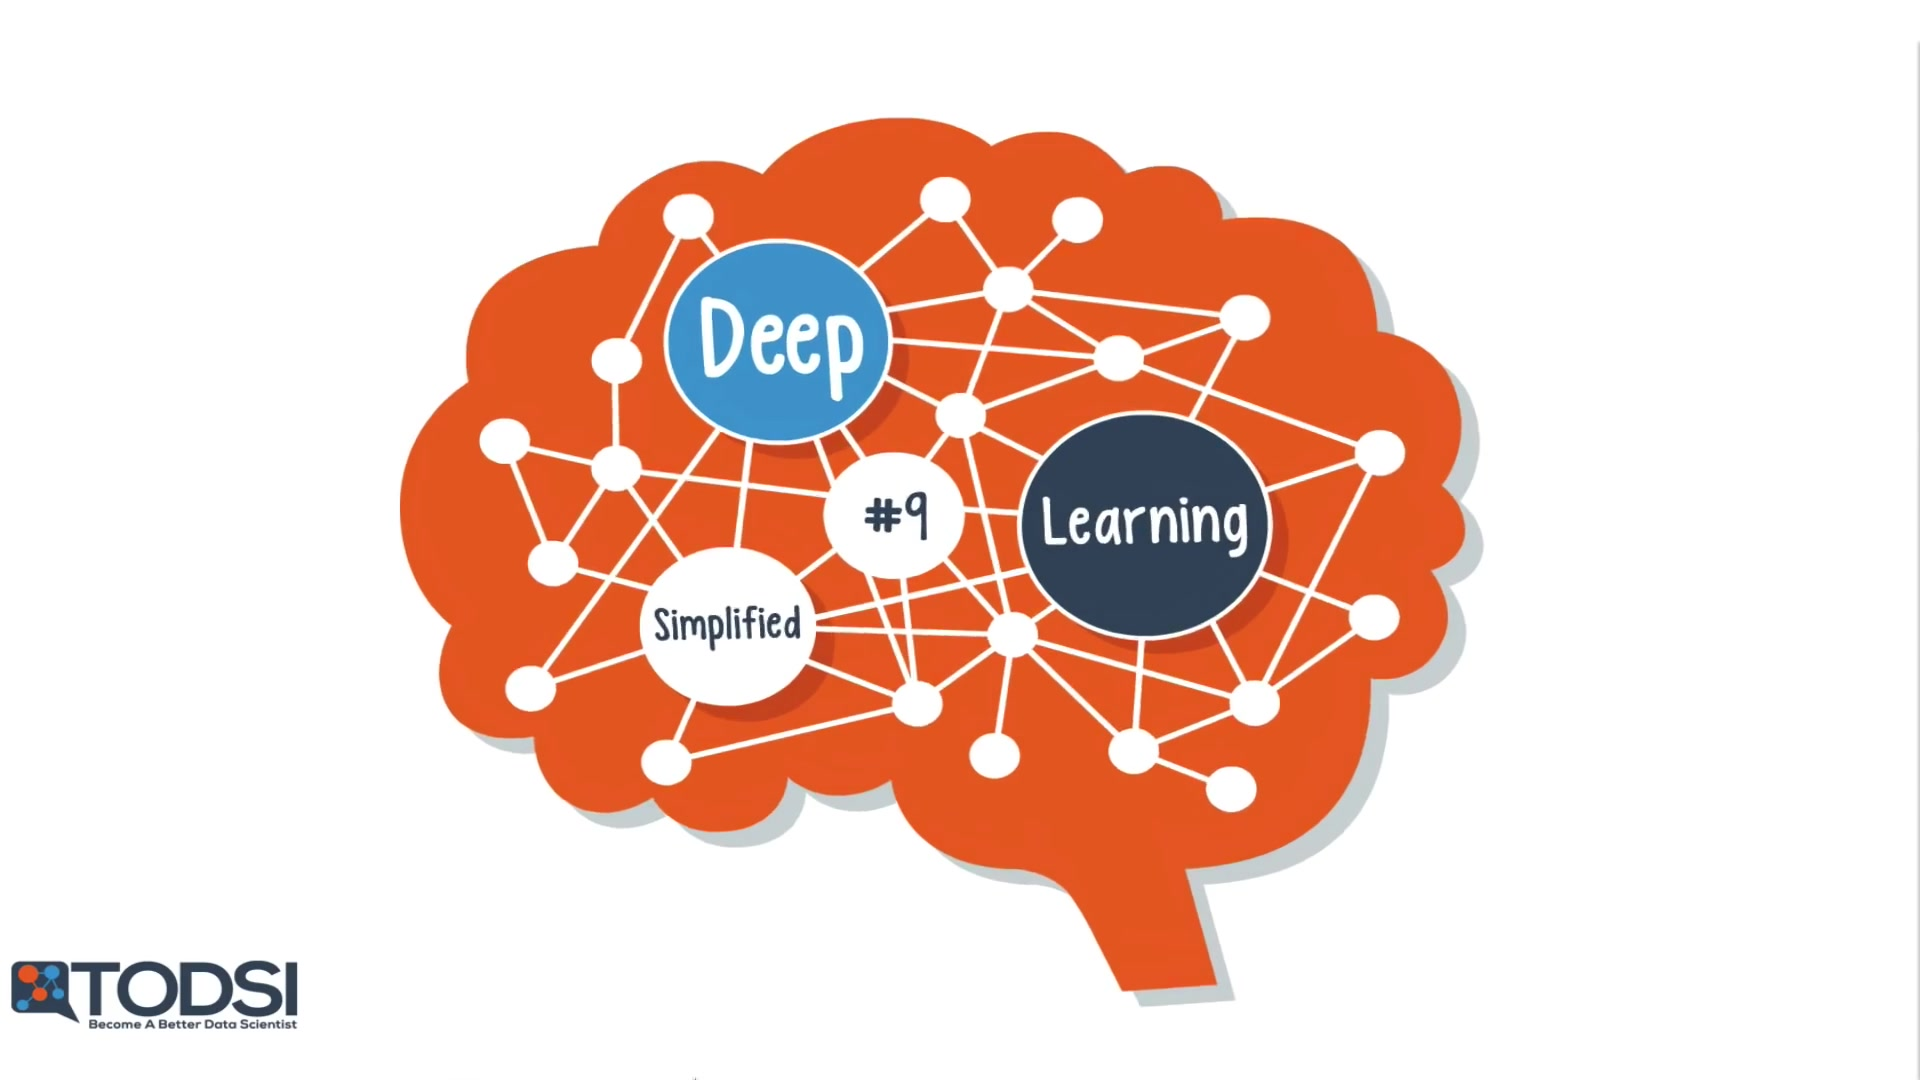 Deep
#9
Learning
Simplified
TODSI
Become A Better Data Scientist